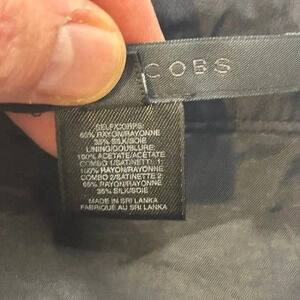 COBS
SELF/CORPS:
65% RAYON/RAYONNE
35% SILK/SOIE
LINING/DOUBLURE:
100% ACETATE/ACÉTATE
COMBO 1/SATINETTE 1:
100% RAYON/RAYONNE
COMBO 2/SATINETTE 2:
65% RAYON/RAYONNE
35% SILK/SOIE
MADE IN SRI LANKA
FABRIQUÉ AU SRI LANKA